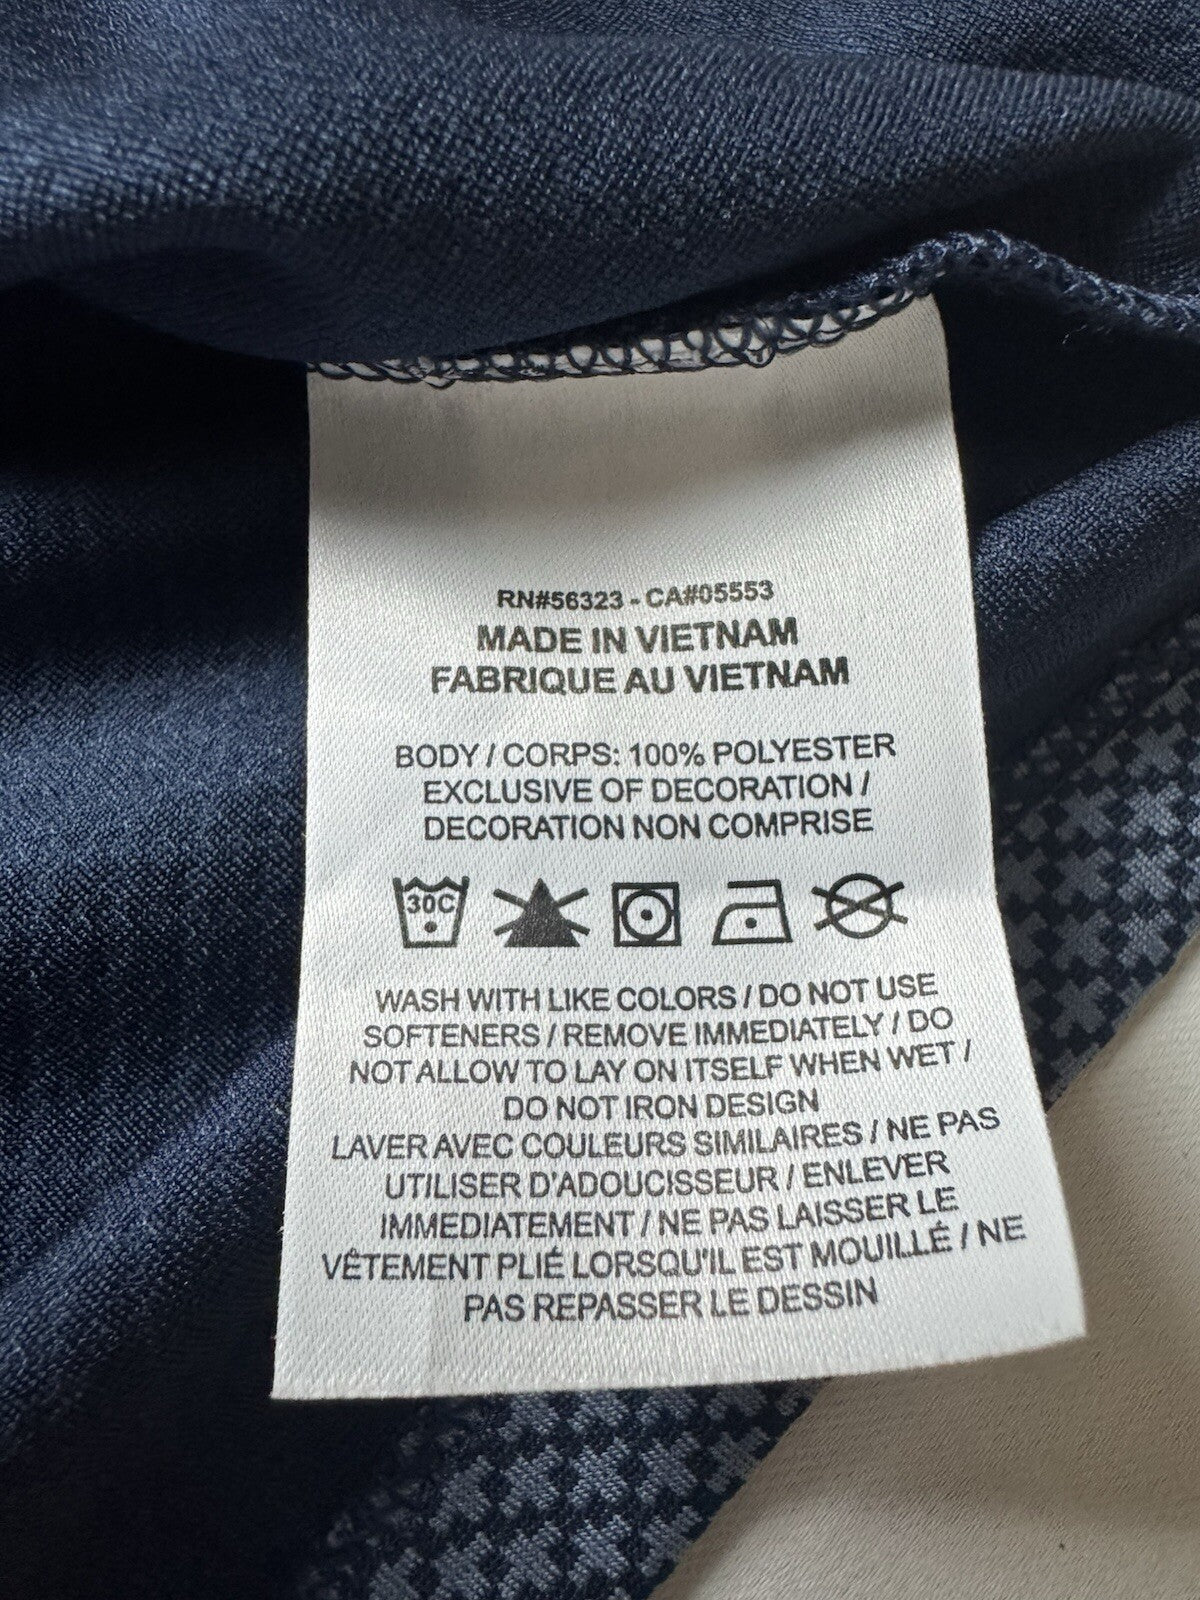 RN#56323 - CA#05553
MADE IN VIETNAM
FABRIQUE AU VIETNAM
BODY / CORPS: 100% POLYESTER
EXCLUSIVE OF DECORATION /
DECORATION NON COMPRISE
30C
WASH WITH LIKE COLORS / DO NOT USE
SOFTENERS / REMOVE IMMEDIATELY / DO
NOT ALLOW TO LAY ON ITSELF WHEN WET /
DO NOT IRON DESIGN
LAVER AVEC COULEURS SIMILAIRES / NE PAS
UTILISER D'ADOUCISSEUR / ENLEVER
IMMEDIATEMENT / NE PAS LAISSER LE
VÊTEMENT PLIÉ LORSQU'IL EST MOUILLÉ / NE
PAS REPASSER LE DESSIN